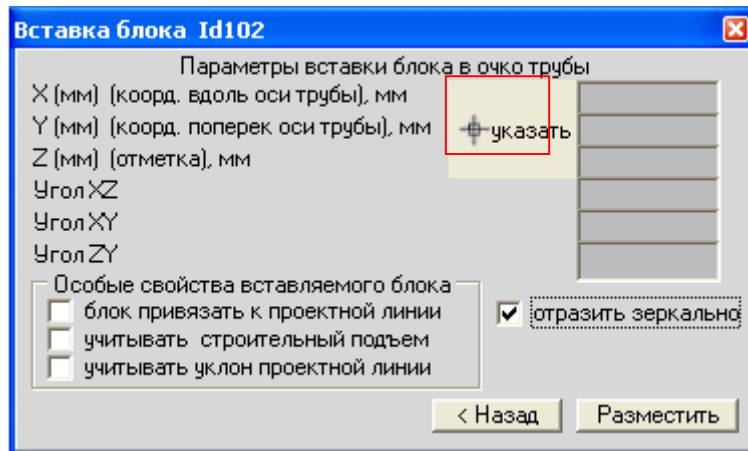 Вставка блока Id102
Параметры вставки блока в очко трубы
X (мм) (коорд. вдоль оси трубы), мм
Y (мм) (коорд. поперек оси трубы), мм
указать
Z (мм) (отметка), мм
Угол XZ
Угол XY
Угол ZY
Особые свойства вставляемого блока
блок привязать к проектной линии
отразить зеркально
учитывать строительный подъем
учитывать уклон проектной линии
< Назад
Разместить